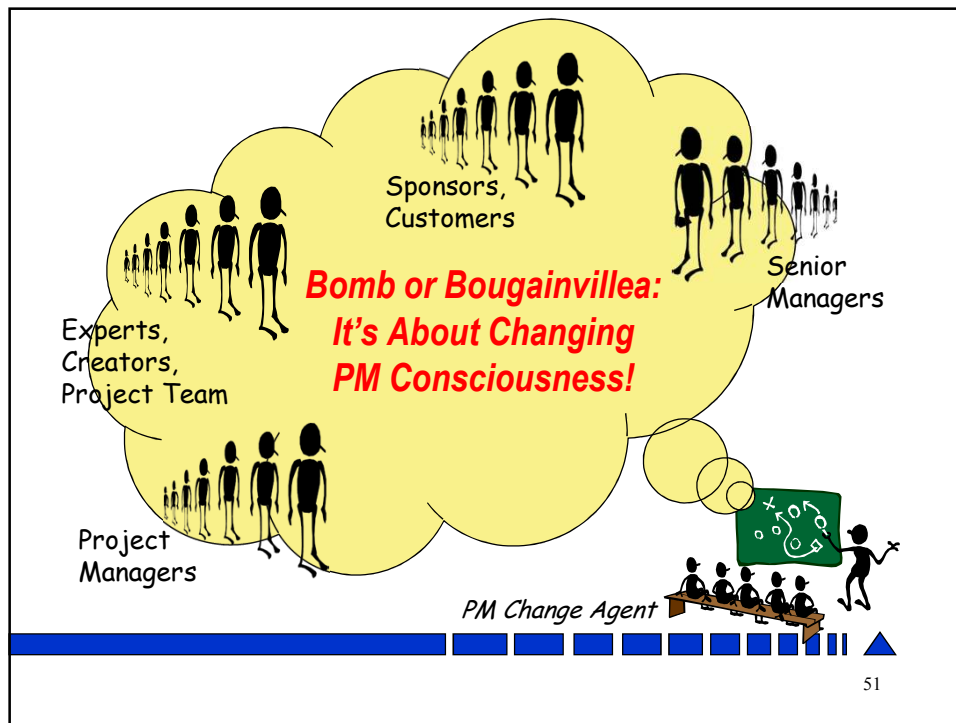 Sponsors,
Customers
Senior
Managers
Bomb or Bougainvillea:
It's About Changing
PM Consciousness!
Experts,
Creators,
Project Team
Project
Managers
PM Change Agent
51